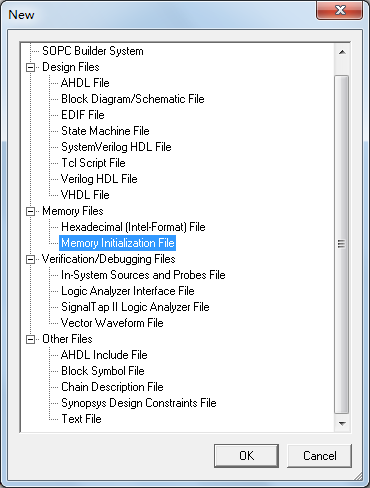 New
SOPC Builder System
Design Files
AHDL File
Block Diagram/Schematic File
EDIF File
State Machine File
SystemVerilog HDL File
Tcl Script File
Verilog HDL File
VHDL File
Memory Files
Hexadecimal (Intel-Format) File
Memory Initialization File
Verification/Debugging Files
In-System Sources and Probes File
Logic Analyzer Interface File
SignalTap II Logic Analyzer File
Vector Waveform File
Other Files
AHDL Include File
Block Symbol File
Chain Description File
Synopsys Design Constraints File
Text File
OK
Cancel